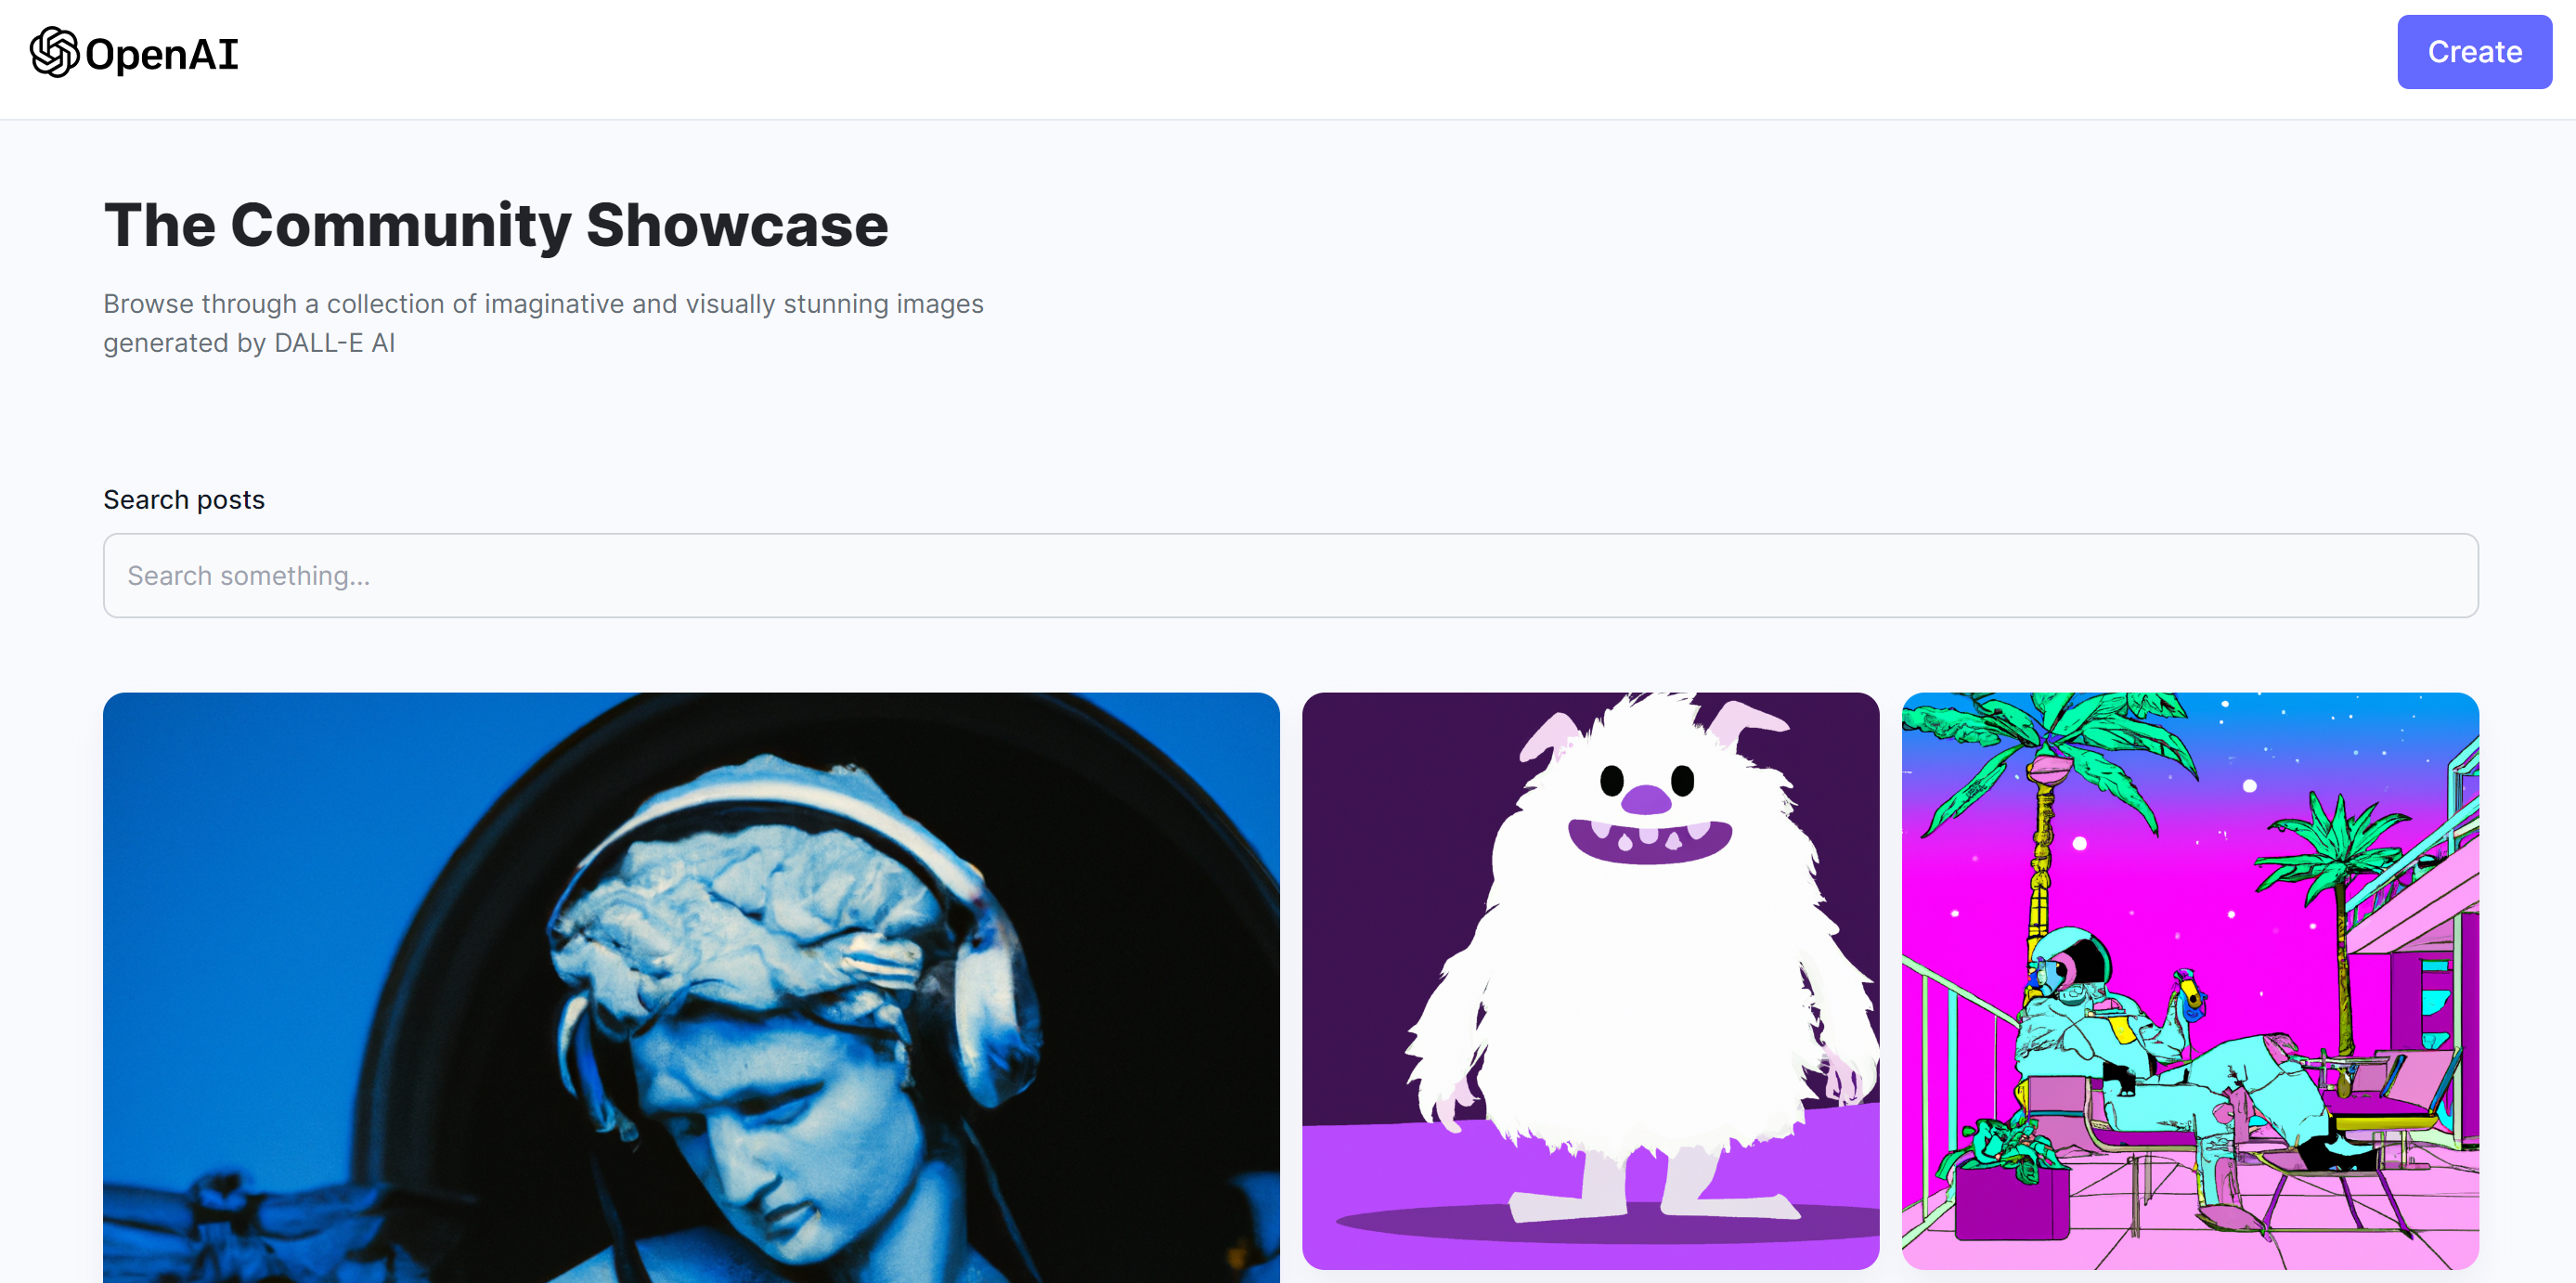 OpenAI
Create
The Community Showcase
Browse through a collection of imaginative and visually stunning images
generated by DALL-E AI
Search posts
Search something...